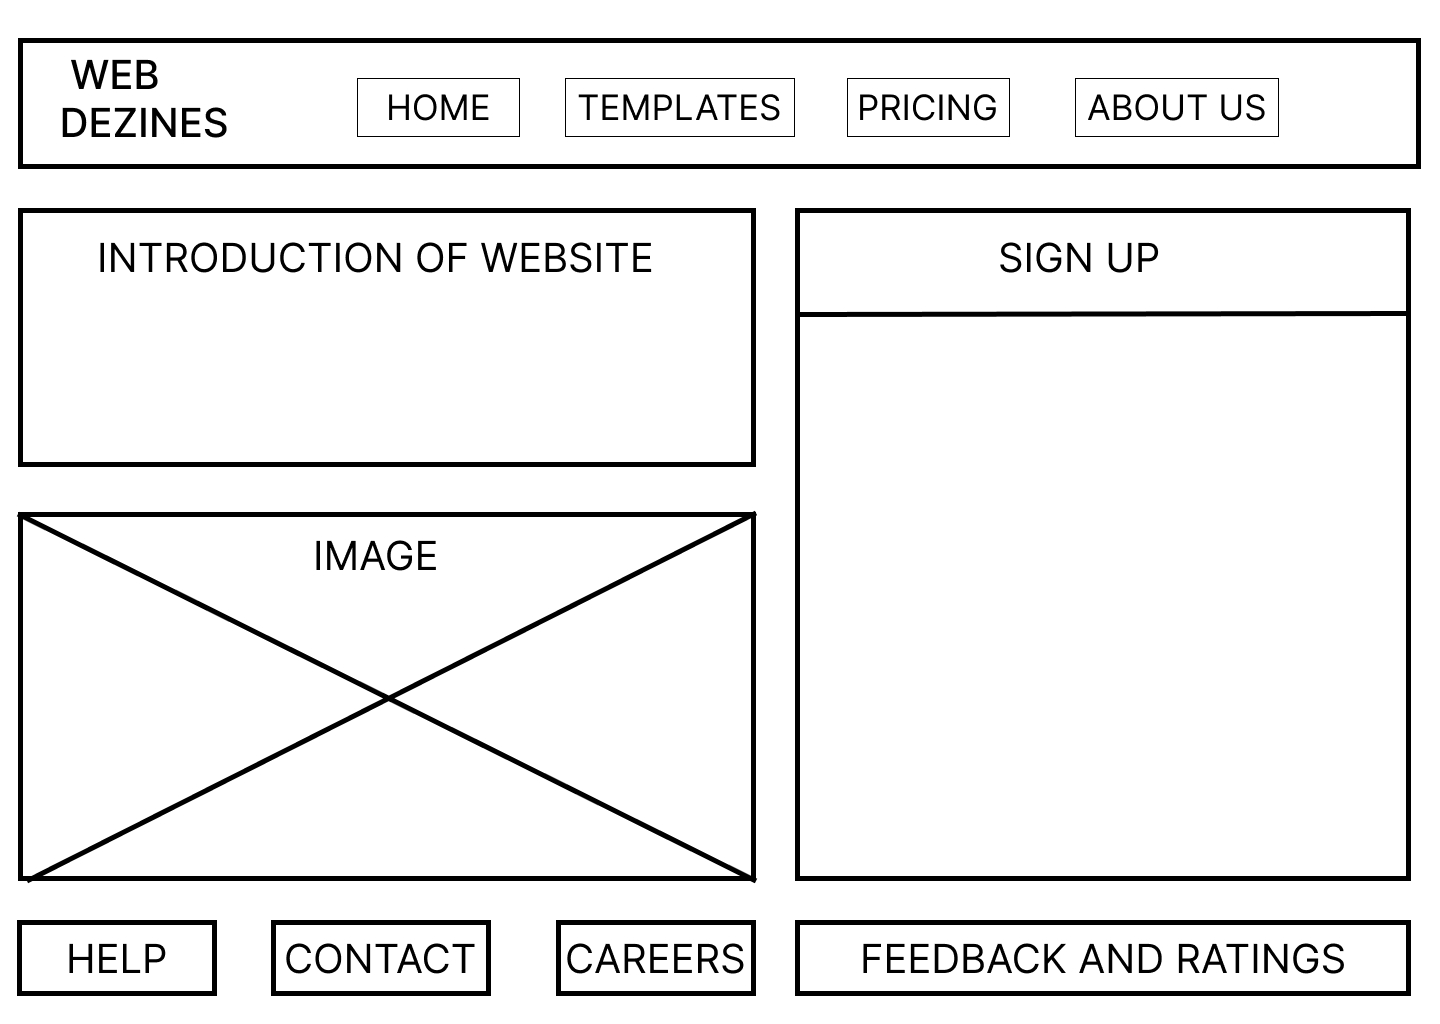 WEB
DEZINES
HOME
TEMPLATES
PRICING
ABOUT US
INTRODUCTION OF WEBSITE
SIGN UP
IMAGE
HELP
CONTACT
CAREERS
FEEDBACK AND RATINGS